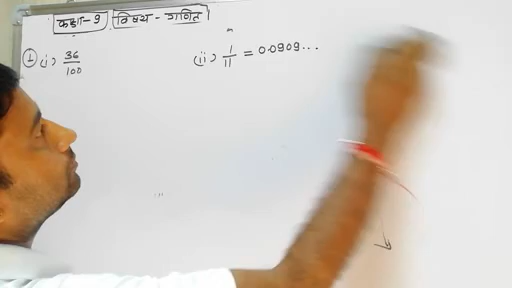 कक्षा-9 विषय - गणित
1 (i) 36/100 (ii) 1/11 = 0.0909...